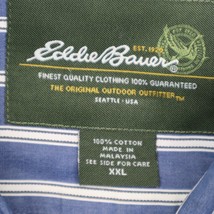 EST. 1920
Eddie Bauer
FINEST QUALITY CLOTHING 100% GUARANTEED
THE ORIGINAL OUTDOOR OUTFITTER™
SEATTLE · USA
100% COTTON
MADE IN
MALAYSIA
SEE SIDE FOR CARE
XXL